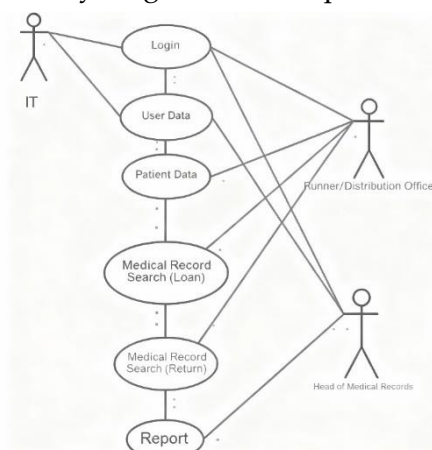 Login
IT
User Data
Patient Data
Runner/Distribution Office
Medical Record
Search (Loan)
Medical Record
Search (Return)
Head of Medical Records
Report